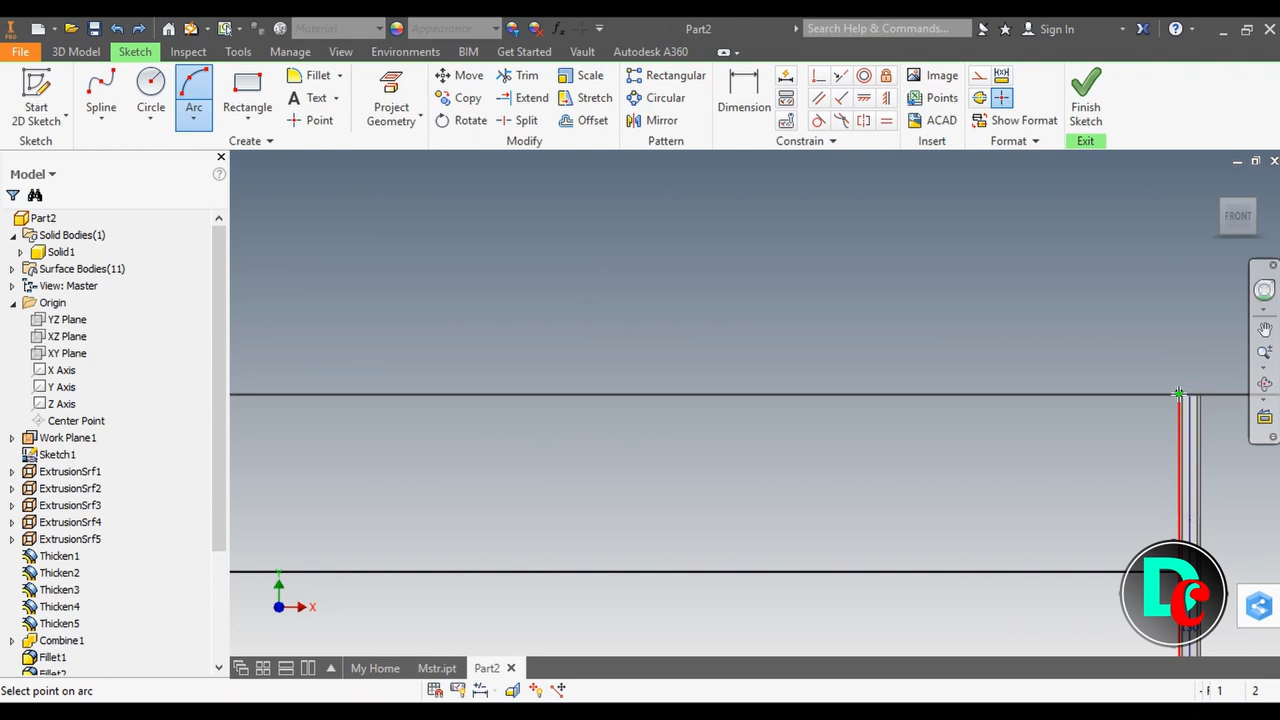 PRO
Material
Appearance
Part2
Search Help & Commands...
Sign In
File 3D Model Sketch Inspect Tools Manage View Environments BIM Get Started Vault Autodesk A360
Start
2D Sketch
Spline
Circle
Arc
Rectangle
Fillet
Text
Point
Project
Geometry
Move
Copy
Rotate
Trim
Extend
Split
Scale
Stretch
Offset
Rectangular
Circular
Mirror
Dimension
Image
Points
ACAD
Show Format
Finish
Sketch
Sketch Create Modify Pattern Constrain Insert Format Exit
Model
Part2
Solid Bodies(1)
Solid1
Surface Bodies(11)
View: Master
Origin
YZ Plane
XZ Plane
XY Plane
X Axis
Y Axis
Z Axis
Center Point
Work Plane1
Sketch1
ExtrusionSrf1
ExtrusionSrf2
ExtrusionSrf3
ExtrusionSrf4
ExtrusionSrf5
Thicken1
Thicken2
Thicken3
Thicken4
Thicken5
Combine1
Fillet1
Fillet2
FRONT
Y
X
Dc
My Home Mstr.ipt Part2
Select point on arc
1 2